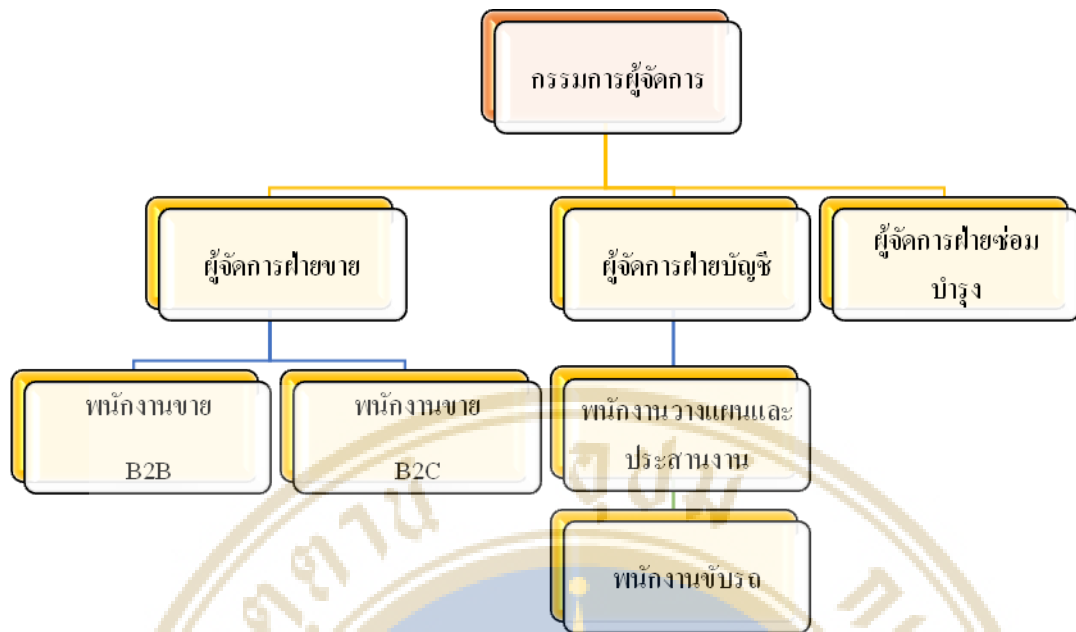 กรรมการผู้จัดการ
ผู้จัดการฝ่ายขาย
ผู้จัดการฝ่ายบัญชี
ผู้จัดการฝ่ายซ่อม
บำรุง
พนักงานขาย
B2B
พนักงานขาย
B2C
พนักงานวางแผนและ
ประสานงาน
พนักงานขับรถ